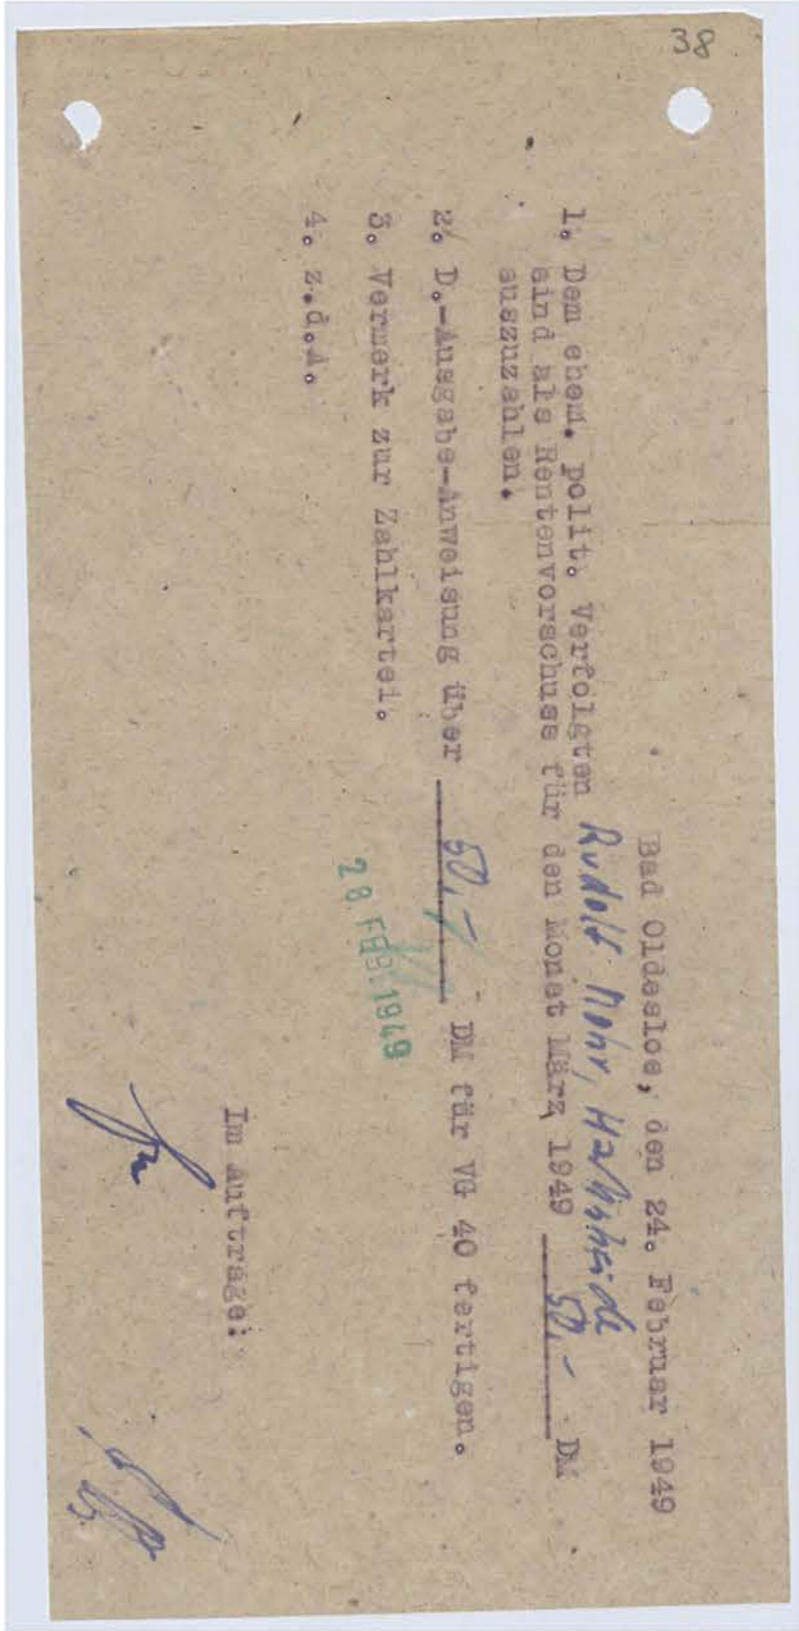 38
Bad Oldesloe, den 24. Februar 1949
1. Dem ehem. polit. Verfolgten Rudolf Mohr, Hahnheide
sind als Rentenvorschuss für den Monat März 1949 50,- DM
auszuzahlen.
2. D.-Ausgabe-Anweisung über 50,- DM für VG 40 fertigen.
3. Vermerk zur Zahlkartei.
28. FEB. 1949
4. z.d.A.
Im Auftrage: